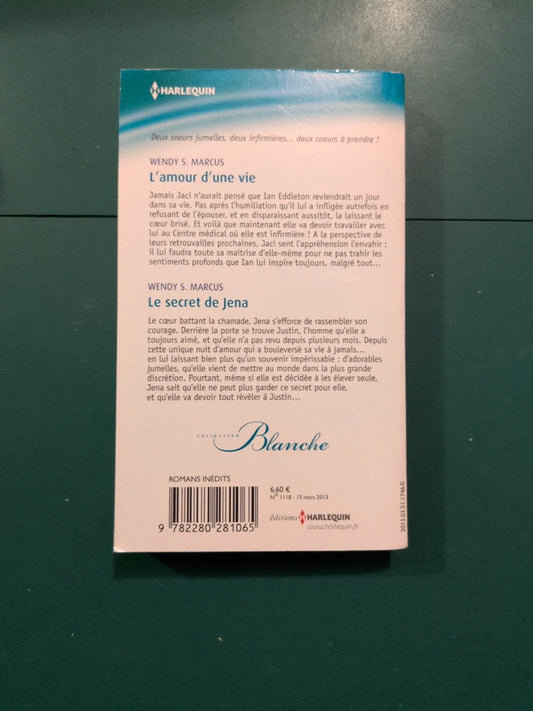 HARLEQUIN
Deux soeurs jumelles, deux infirmières... deux coeurs à prendre !
WENDY S. MARCUS
L'amour d'une vie
Jamais Jaci n'aurait pensé que Ian Eddleton reviendrait un jour
dans sa vie. Pas après l'humiliation qu'il lui a infligée autrefois en
refusant de l'épouser, et en disparaissant aussitôt, la laissant le
cœur brisé. Et voilà que maintenant elle va devoir travailler avec
lui au Centre médical où elle est infirmière ! A la perspective de
leurs retrouvailles prochaines, Jaci sent l'appréhension l'envahir :
il lui faudra toute sa maîtrise d'elle-même pour ne pas trahir les
sentiments profonds que Ian lui inspire toujours, malgré tout...
WENDY S. MARCUS
Le secret de Jena
Le cœur battant la chamade, Jena s'efforce de rassembler son
courage. Derrière la porte se trouve Justin, l'homme qu'elle a
toujours aimé, et qu'elle n'a pas revu depuis plusieurs mois. Depuis
cette unique nuit d'amour qui a bouleversé sa vie à jamais...
en lui laissant bien plus qu'un souvenir impérissable : d'adorables
jumelles, qu'elle vient de mettre au monde dans la plus grande
discrétion. Pourtant, même si elle est décidée à les élever seule,
Jena sait qu'elle ne peut plus garder ce secret pour elle,
et qu'elle va devoir tout révéler à Justin...
COLLECTION Blanche
ROMANS INÉDITS
6,60 €
N° 1118 - 15 mars 2013
éditions HARLEQUIN
www.harlequin.fr
9 782280 281065
2013.03.51.1746.0